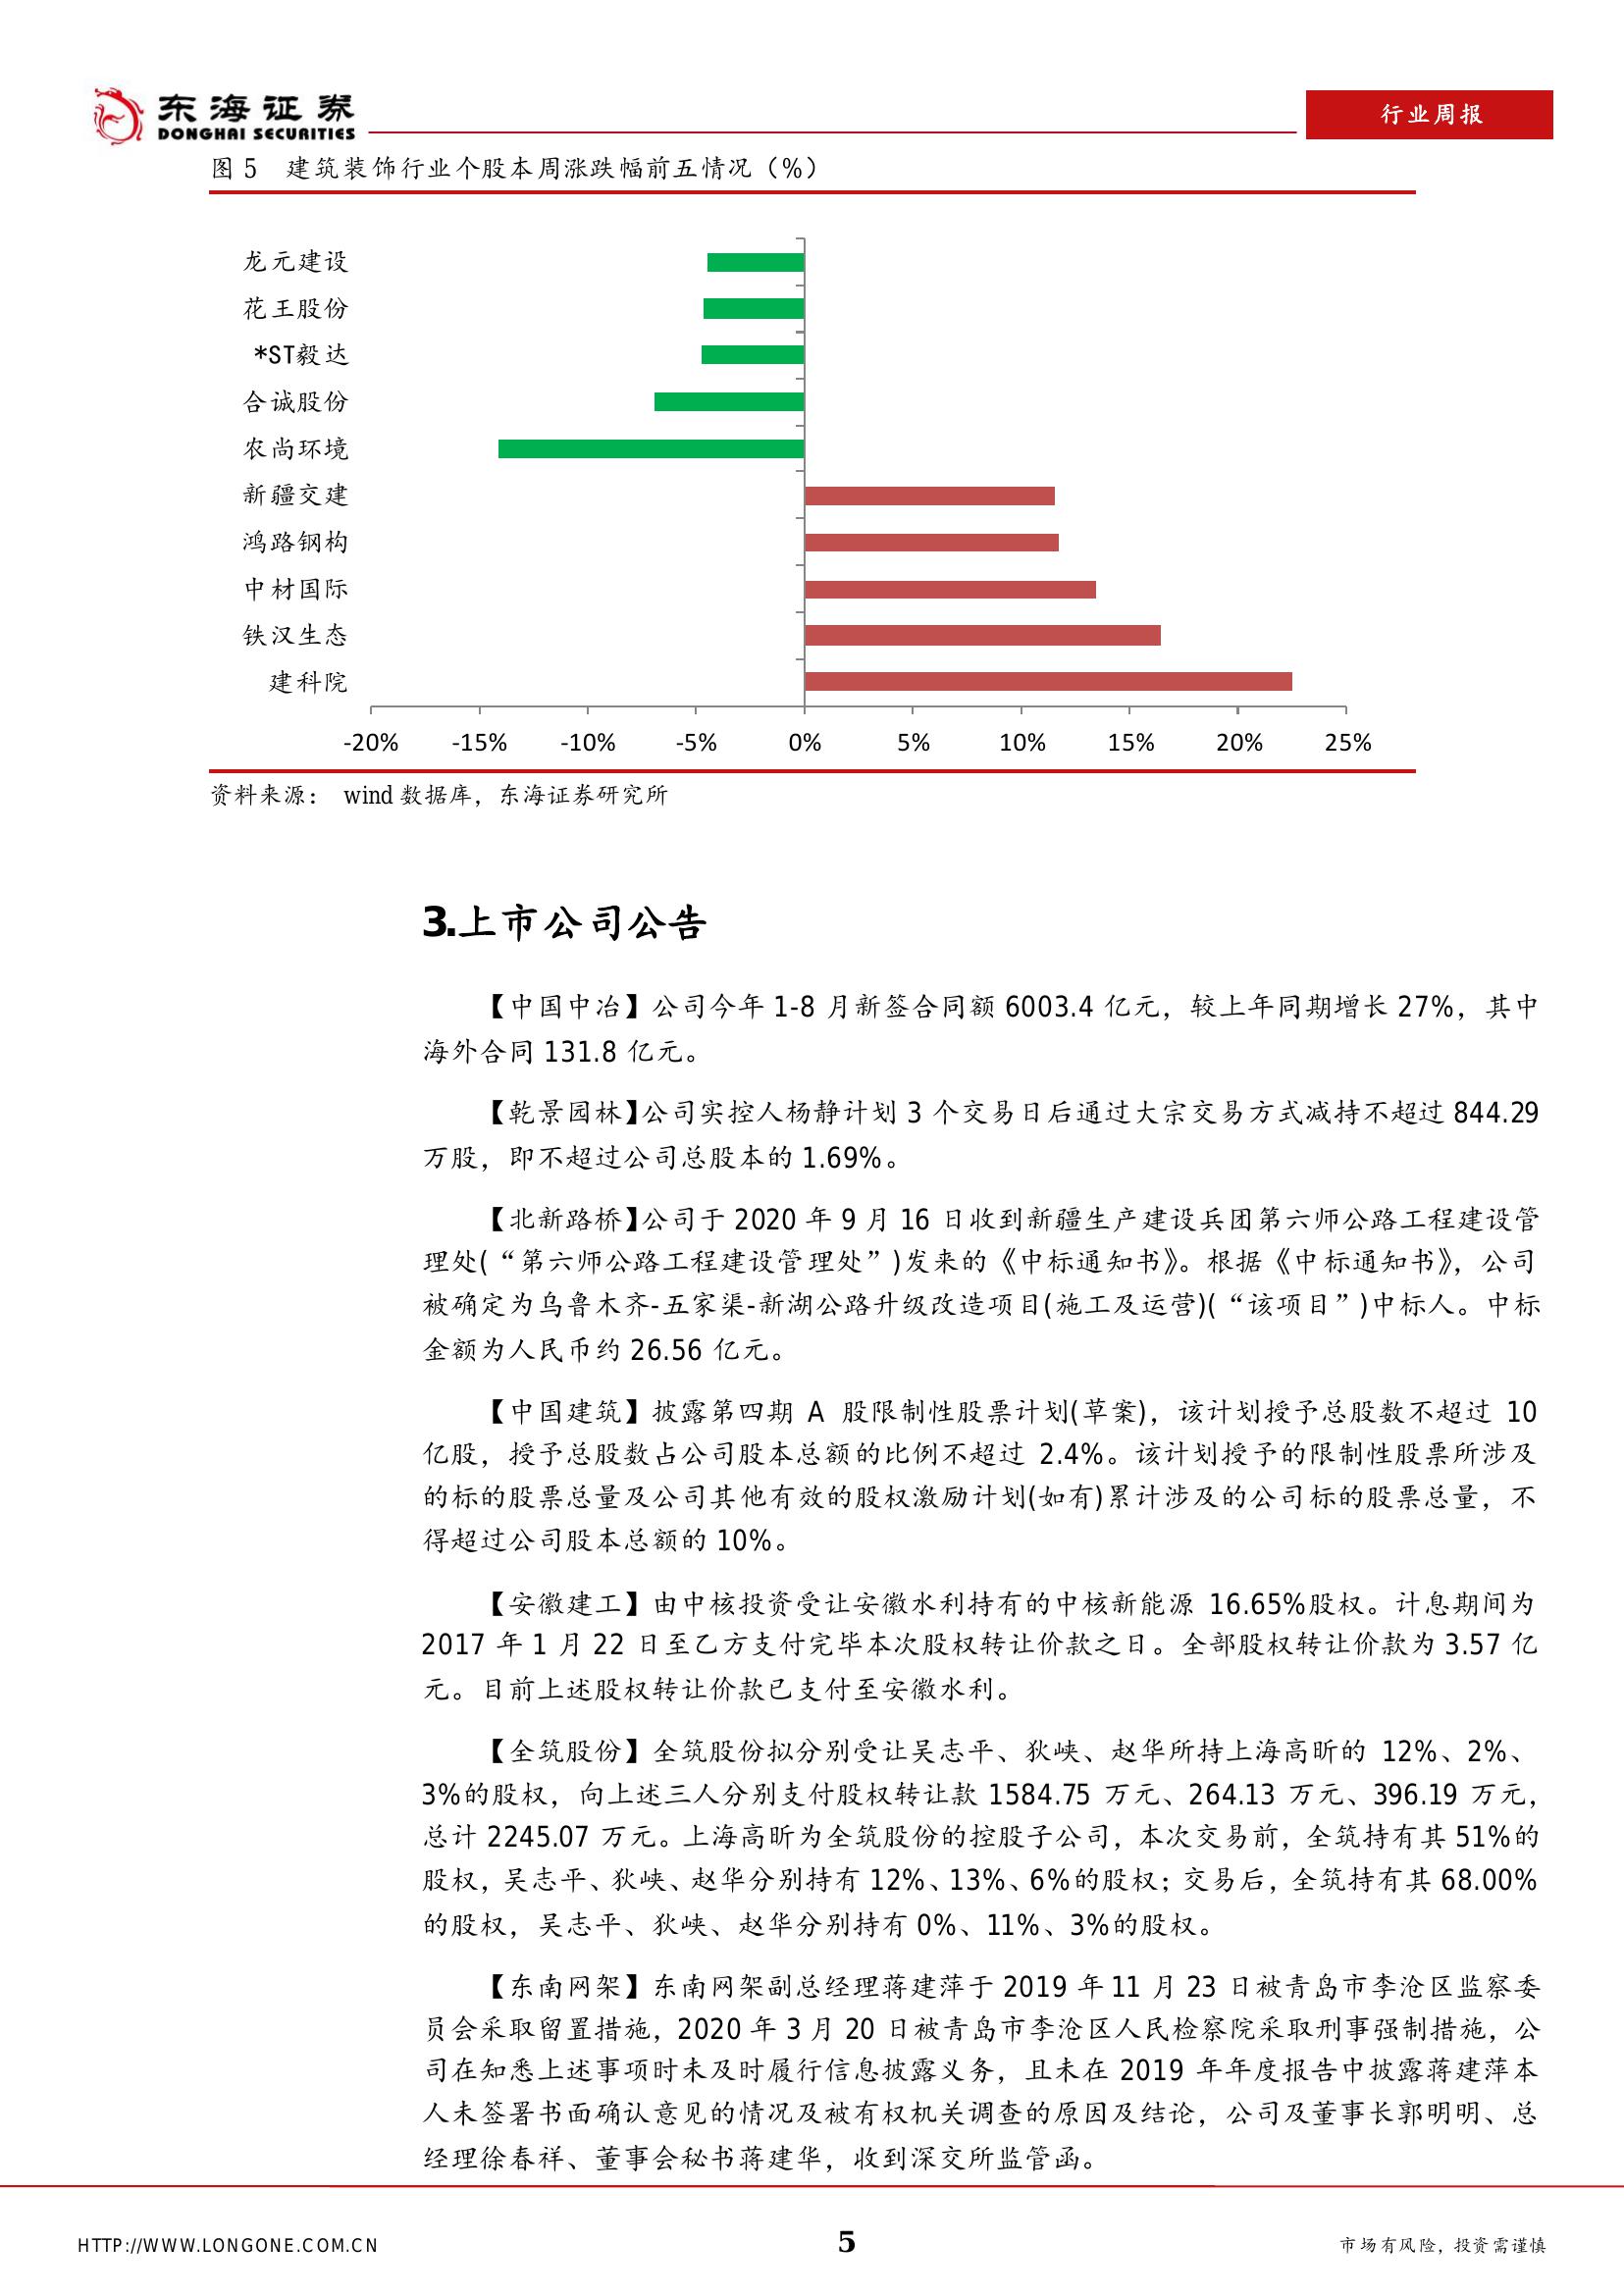 东海证券
DONGHAI SECURITIES
行业周报
图 5 建筑装饰行业个股本周涨跌幅前五情况（%）
龙元建设
花王股份
*ST毅达
合诚股份
农尚环境
新疆交建
鸿路钢构
中材国际
铁汉生态
建科院
-20% -15% -10% -5% 0% 5% 10% 15% 20% 25%
资料来源： wind 数据库，东海证券研究所
3.上市公司公告
【中国中冶】公司今年 1-8 月新签合同额 6003.4 亿元，较上年同期增长 27%，其中
海外合同 131.8 亿元。
【乾景园林】公司实控人杨静计划 3 个交易日后通过大宗交易方式减持不超过 844.29
万股，即不超过公司总股本的 1.69%。
【北新路桥】公司于 2020 年 9 月 16 日收到新疆生产建设兵团第六师公路工程建设管
理处(“第六师公路工程建设管理处”)发来的《中标通知书》。根据《中标通知书》，公司
被确定为乌鲁木齐-五家渠-新湖公路升级改造项目(施工及运营)(“该项目”)中标人。中标
金额为人民币约 26.56 亿元。
【中国建筑】披露第四期 A 股限制性股票计划(草案)，该计划授予总股数不超过 10
亿股，授予总股数占公司股本总额的比例不超过 2.4%。该计划授予的限制性股票所涉及
的标的股票总量及公司其他有效的股权激励计划(如有)累计涉及的公司标的股票总量，不
得超过公司股本总额的 10%。
【安徽建工】由中核投资受让安徽水利持有的中核新能源 16.65%股权。计息期间为
2017 年 1 月 22 日至乙方支付完毕本次股权转让价款之日。全部股权转让价款为 3.57 亿
元。目前上述股权转让价款已支付至安徽水利。
【全筑股份】全筑股份拟分别受让吴志平、狄峡、赵华所持上海高昕的 12%、2%、
3%的股权，向上述三人分别支付股权转让款 1584.75 万元、264.13 万元、396.19 万元，
总计 2245.07 万元。上海高昕为全筑股份的控股子公司，本次交易前，全筑持有其 51%的
股权，吴志平、狄峡、赵华分别持有 12%、13%、6%的股权；交易后，全筑持有其 68.00%
的股权，吴志平、狄峡、赵华分别持有 0%、11%、3%的股权。
【东南网架】东南网架副总经理蒋建萍于 2019 年 11 月 23 日被青岛市李沧区监察委
员会采取留置措施，2020 年 3 月 20 日被青岛市李沧区人民检察院采取刑事强制措施，公
司在知悉上述事项时未及时履行信息披露义务，且未在 2019 年年度报告中披露蒋建萍本
人未签署书面确认意见的情况及被有权机关调查的原因及结论，公司及董事长郭明明、总
经理徐春祥、董事会秘书蒋建华，收到深交所监管函。
HTTP://WWW.LONGONE.COM.CN 5 市场有风险，投资需谨慎